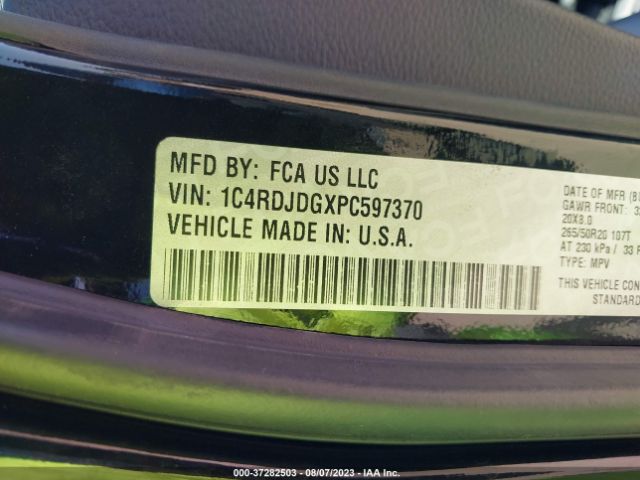 MFD BY: FCA US LLC
VIN: 1C4RDJDGXPC597370
VEHICLE MADE IN: U.S.A.
DATE OF MFR
GAWR FRONT:
20X8.0
265/50R20 107T
AT 230 kPa / 33
TYPE: MPV
THIS VEHICLE
STANDARD
000-37282503 - 08/07/2023 - IAA Inc.